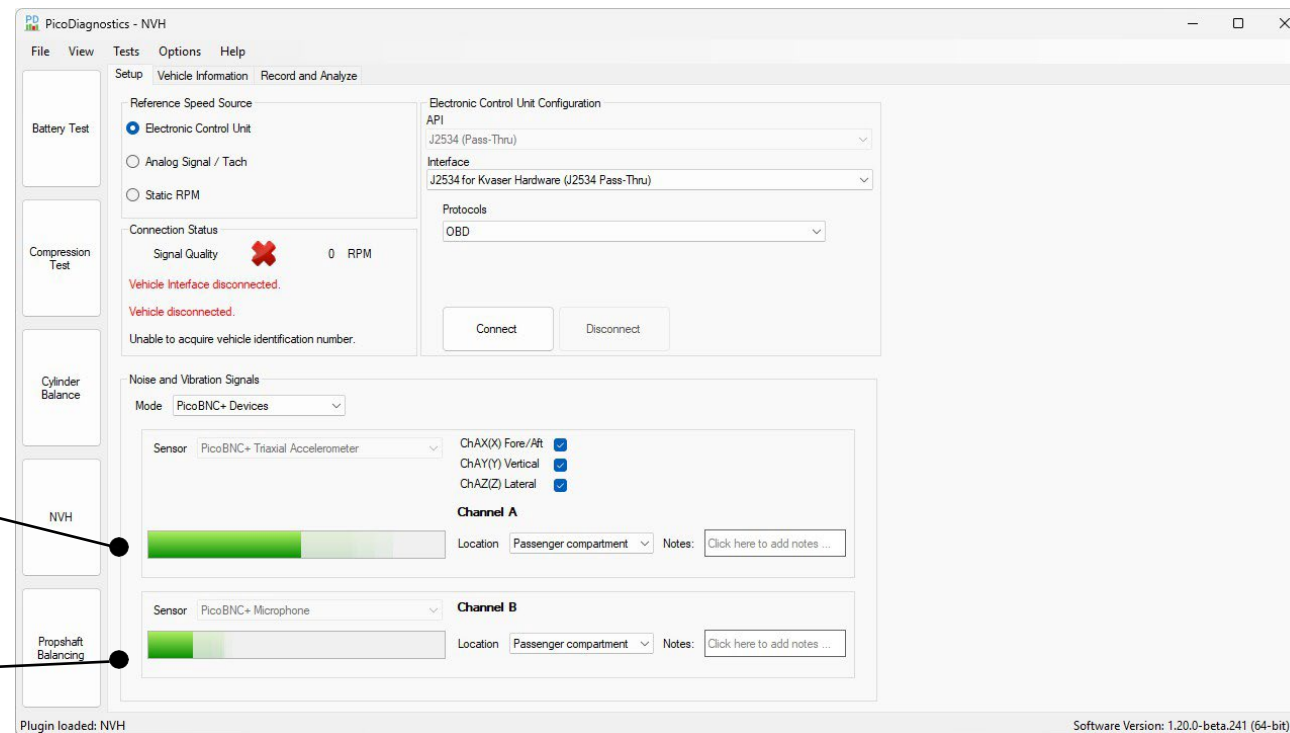 PD PicoDiagnostics - NVH
File View Tests Options Help
Setup Vehicle Information Record and Analyze
Battery Test
Compression
Test
Cylinder
Balance
NVH
Propshaft
Balancing
Reference Speed Source
Electronic Control Unit
Analog Signal / Tach
Static RPM
Connection Status
Signal Quality 0 RPM
Vehicle Interface disconnected.
Vehicle disconnected.
Unable to acquire vehicle identification number.
Electronic Control Unit Configuration
API
J2534 (Pass-Thru)
Interface
J2534 for Kvaser Hardware (J2534 Pass-Thru)
Protocols
OBD
Connect Disconnect
Noise and Vibration Signals
Mode PicoBNC+ Devices
Sensor PicoBNC+ Triaxial Accelerometer
ChAX(X) Fore/Aft
ChAY(Y) Vertical
ChAZ(Z) Lateral
Channel A
Location Passenger compartment Notes: Click here to add notes ...
Sensor PicoBNC+ Microphone
Channel B
Location Passenger compartment Notes: Click here to add notes ...
Plugin loaded: NVH
Software Version: 1.20.0-beta.241 (64-bit)